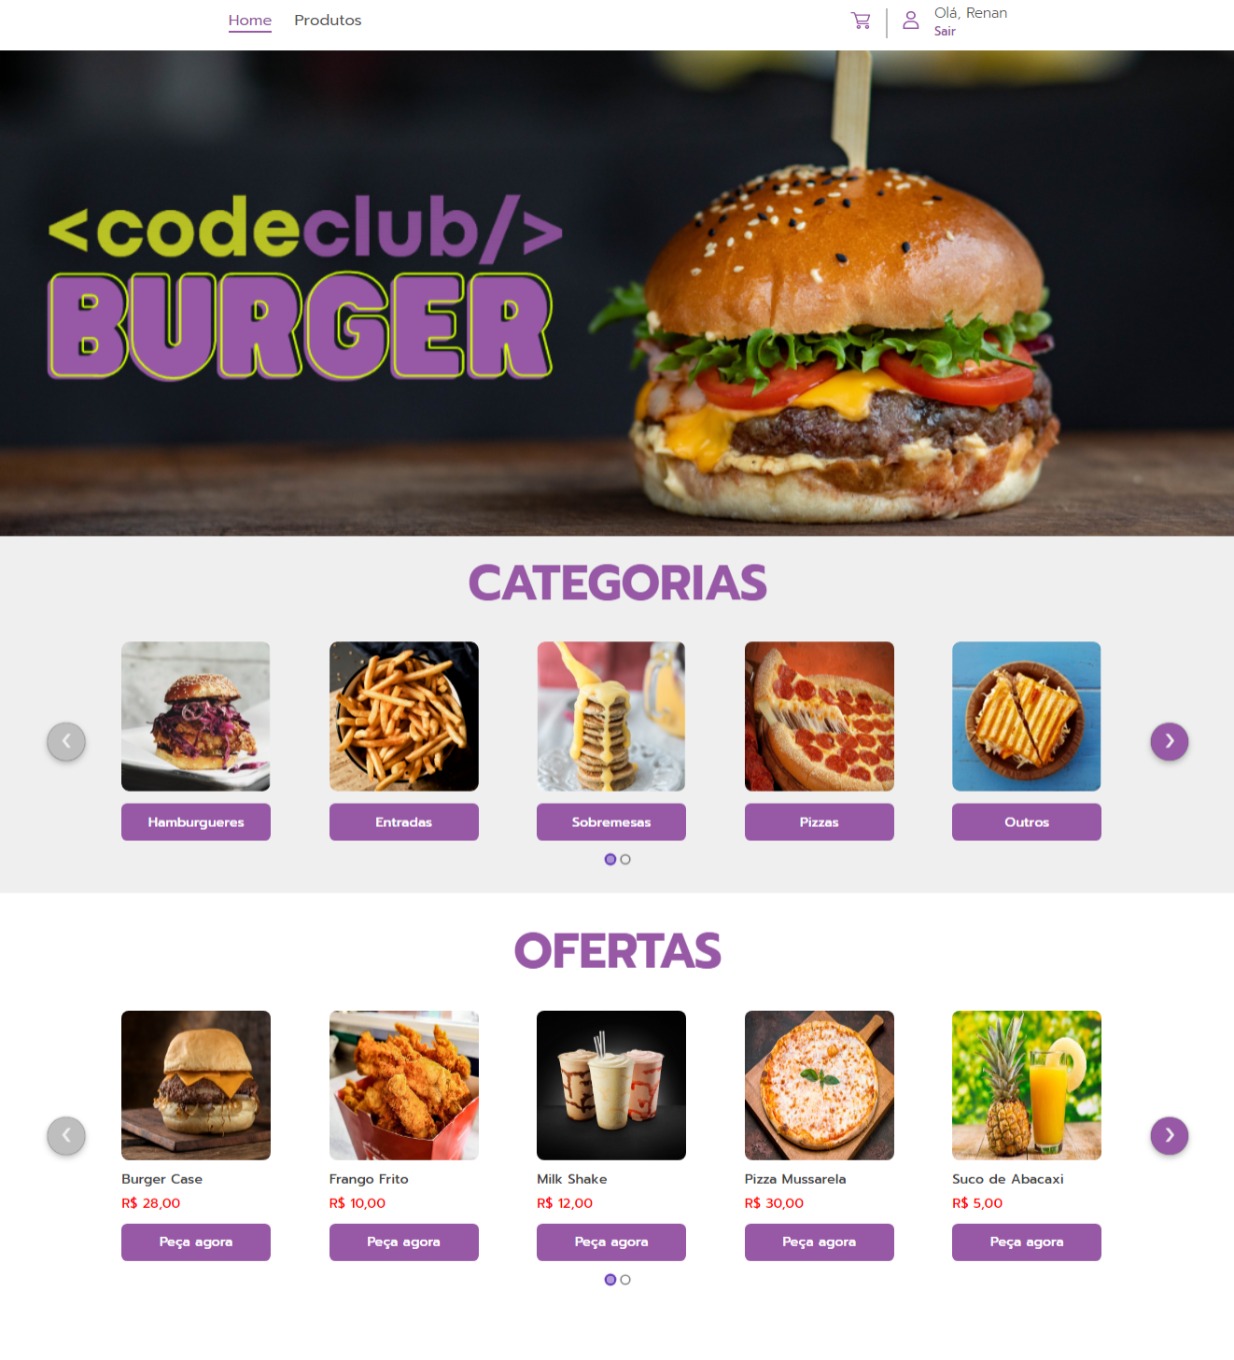 Home Produtos
Olá, Renan
Sair
<codeclub/>
BURGER
CATEGORIAS
Hamburgueres Entradas Sobremesas Pizzas Outros
OFERTAS
Burger Case Frango Frito Milk Shake Pizza Mussarela Suco de Abacaxi
R$ 28,00 R$ 10,00 R$ 12,00 R$ 30,00 R$ 5,00
Peça agora Peça agora Peça agora Peça agora Peça agora